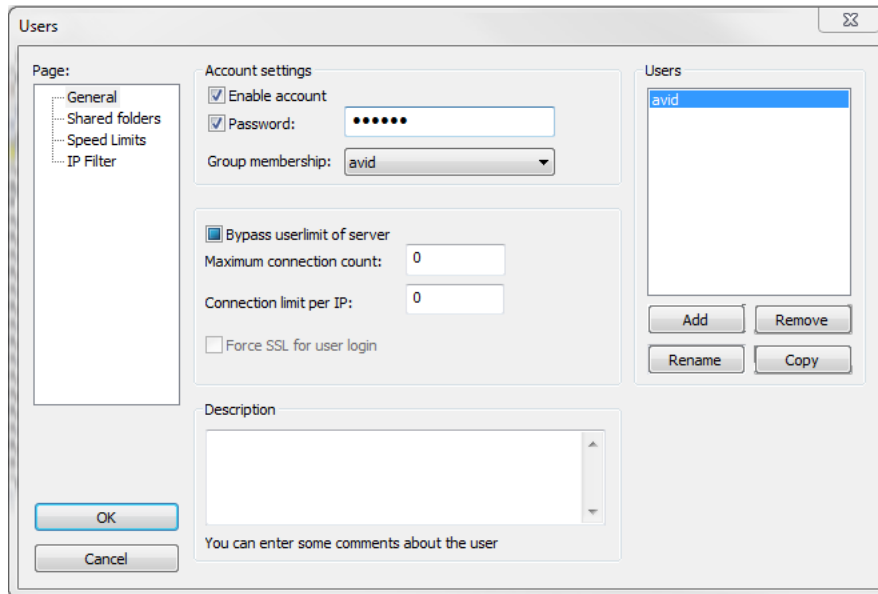 Users
Page:
General
Shared folders
Speed Limits
IP Filter
OK
Cancel
Account settings
Enable account
Password: ••••••
Group membership: avid
Bypass userlimit of server
Maximum connection count: 0
Connection limit per IP: 0
Force SSL for user login
Description
You can enter some comments about the user
Users
avid
Add Remove
Rename Copy